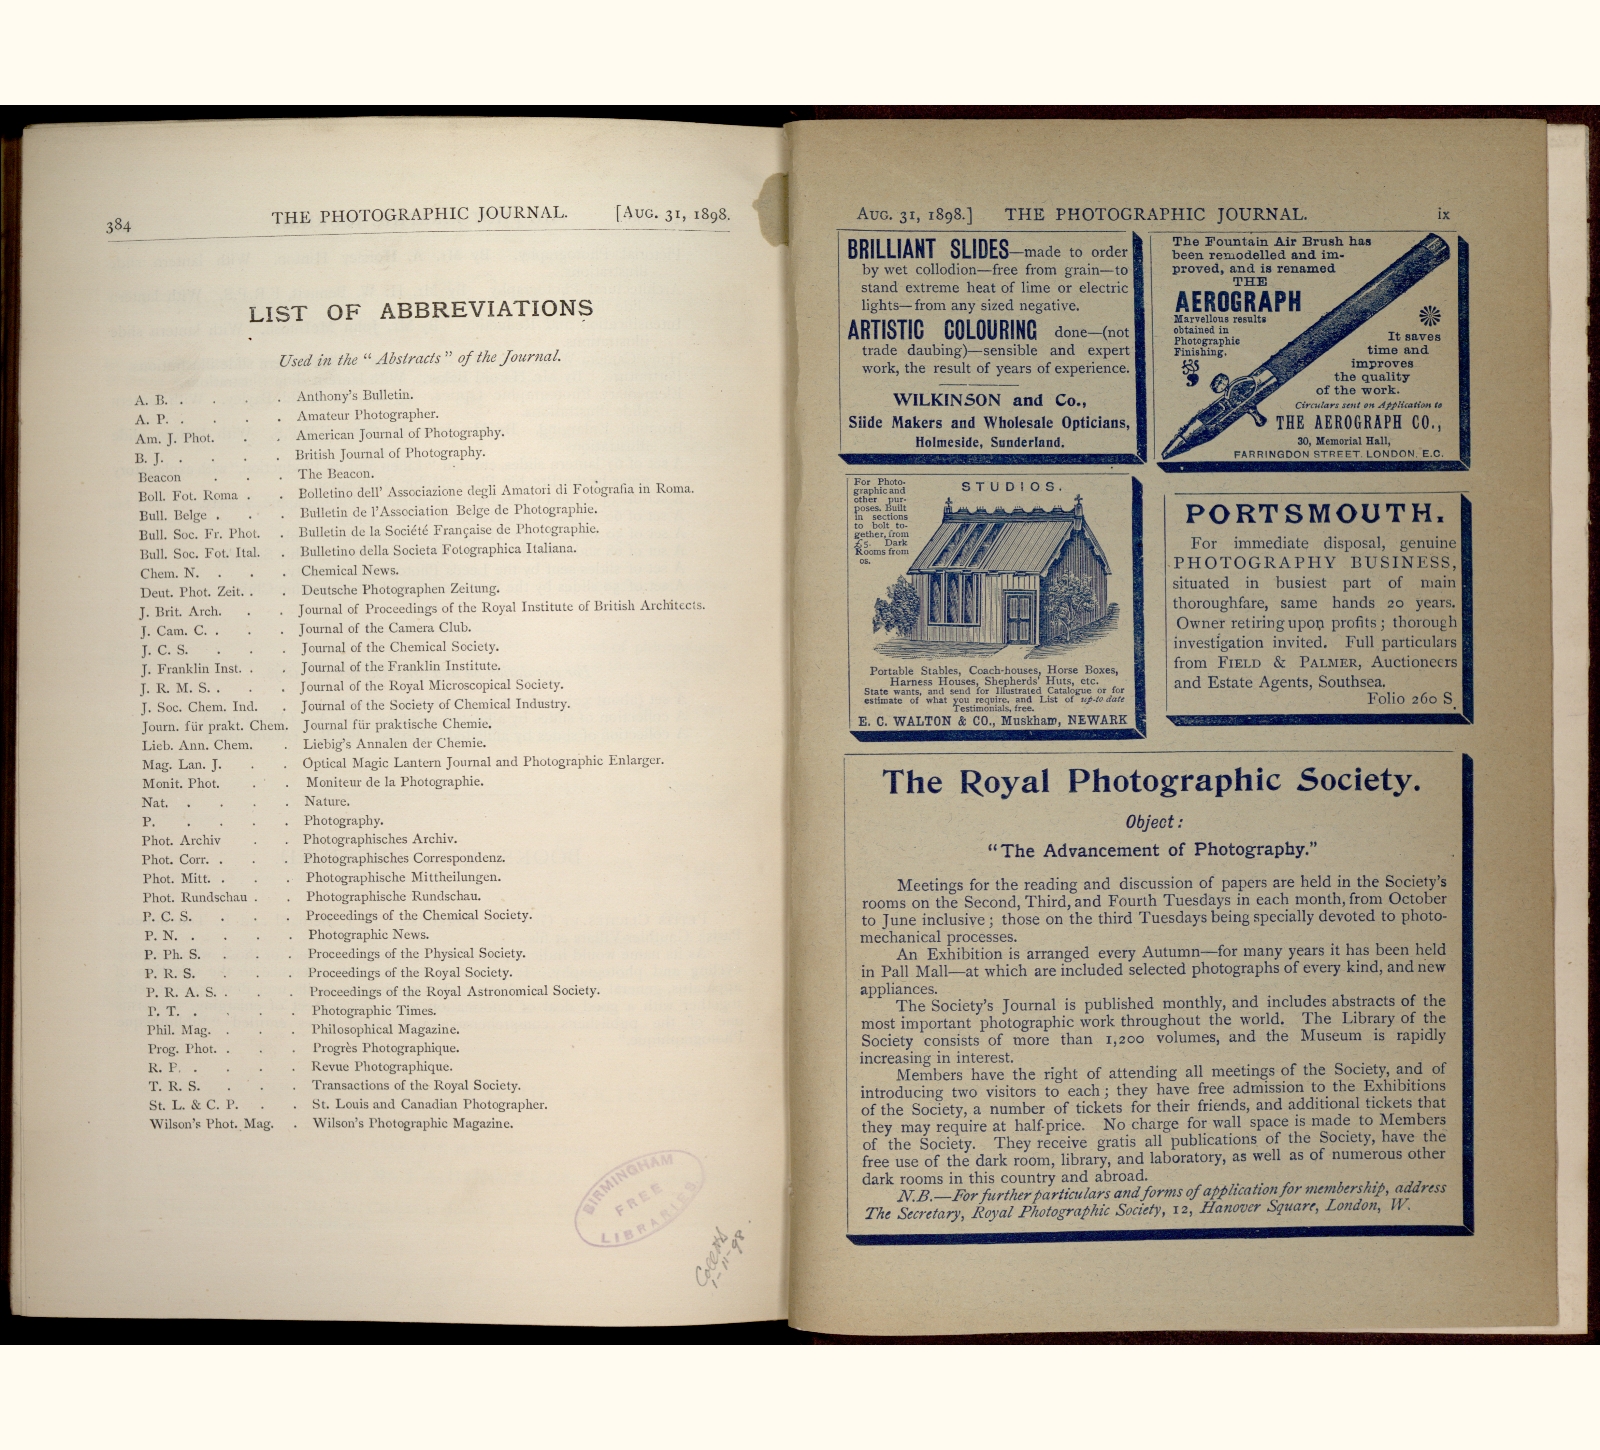 384 THE PHOTOGRAPHIC JOURNAL. [AUG. 31, 1898.
LIST OF ABBREVIATIONS
Used in the "Abstracts" of the Journal.
A. B. . . . . Anthony's Bulletin.
A. P. . . . . Amateur Photographer.
Am. J. Phot. . . American Journal of Photography.
B. J. . . . . British Journal of Photography.
Beacon . . . The Beacon.
Boll. Fot. Roma . . Bolletino dell' Associazione degli Amatori di Fotografia in Roma.
Bull. Belge . . . Bulletin de l'Association Belge de Photographie.
Bull. Soc. Fr. Phot. . Bulletin de la Société Française de Photographie.
Bull. Soc. Fot. Ital. . Bulletino della Societa Fotographica Italiana.
Chem. N. . . . Chemical News.
Deut. Phot. Zeit. . . Deutsche Photographen Zeitung.
J. Brit. Arch. . . Journal of Proceedings of the Royal Institute of British Architects.
J. Cam. C. . . . Journal of the Camera Club.
J. C. S. . . . Journal of the Chemical Society.
J. Franklin Inst. . . Journal of the Franklin Institute.
J. R. M. S. . . . Journal of the Royal Microscopical Society.
J. Soc. Chem. Ind. . Journal of the Society of Chemical Industry.
Journ. für prakt. Chem. Journal für praktische Chemie.
Lieb. Ann. Chem. . Liebig's Annalen der Chemie.
Mag. Lan. J. . . Optical Magic Lantern Journal and Photographic Enlarger.
Monit. Phot. . . Moniteur de la Photographie.
Nat. . . . . Nature.
P. . . . . Photography.
Phot. Archiv . . Photographisches Archiv.
Phot. Corr. . . . Photographisches Correspondenz.
Phot. Mitt. . . . Photographische Mittheilungen.
Phot. Rundschau . . Photographische Rundschau.
P. C. S. . . . Proceedings of the Chemical Society.
P. N. . . . . Photographic News.
P. Ph. S. . . . Proceedings of the Physical Society.
P. R. S. . . . Proceedings of the Royal Society.
P. R. A. S. . . . Proceedings of the Royal Astronomical Society.
P. T. . . . . Photographic Times.
Phil. Mag. . . . Philosophical Magazine.
Prog. Phot. . . . Progrès Photographique.
R. P. . . . . Revue Photographique.
T. R. S. . . . Transactions of the Royal Society.
St. L. & C. P. . . St. Louis and Canadian Photographer.
Wilson's Phot. Mag. . Wilson's Photographic Magazine.
BIRMINGHAM
FREE
LIBRARIES
1-11-98
AUG. 31, 1898.] THE PHOTOGRAPHIC JOURNAL. ix
BRILLIANT SLIDES—made to order
by wet collodion—free from grain—to
stand extreme heat of lime or electric
lights—from any sized negative.
ARTISTIC COLOURING done—(not
trade daubing)—sensible and expert
work, the result of years of experience.
WILKINSON and Co.,
Slide Makers and Wholesale Opticians,
Holmeside, Sunderland.
The Fountain Air Brush has
been remodelled and im-
proved, and is renamed
THE
AEROGRAPH
Marvellous results
obtained in
Photographic
Finishing.
It saves
time and
improves
the quality
of the work.
Circulars sent on Application to
THE AEROGRAPH CO.,
30, Memorial Hall,
FARRINGDON STREET. LONDON. E.C.
STUDIOS.
For Photo-
graphic and
other pur-
poses. Built
in sections
to bolt to-
gether, from
£5. Dark
Rooms from
os.
Portable Stables, Coach-houses, Horse Boxes,
Harness Houses, Shepherds' Huts, etc.
State wants, and send for Illustrated Catalogue or for
estimate of what you require, and List of up-to-date
Testimonials, free.
E. C. WALTON & CO., Muskham, NEWARK
PORTSMOUTH.
For immediate disposal, genuine
PHOTOGRAPHY BUSINESS,
situated in busiest part of main
thoroughfare, same hands 20 years.
Owner retiring upon profits; thorough
investigation invited. Full particulars
from FIELD & PALMER, Auctioneers
and Estate Agents, Southsea.
Folio 260 S.
The Royal Photographic Society.
Object:
"The Advancement of Photography."
Meetings for the reading and discussion of papers are held in the Society's
rooms on the Second, Third, and Fourth Tuesdays in each month, from October
to June inclusive; those on the third Tuesdays being specially devoted to photo-
mechanical processes.
An Exhibition is arranged every Autumn—for many years it has been held
in Pall Mall—at which are included selected photographs of every kind, and new
appliances.
The Society's Journal is published monthly, and includes abstracts of the
most important photographic work throughout the world. The Library of the
Society consists of more than 1,200 volumes, and the Museum is rapidly
increasing in interest.
Members have the right of attending all meetings of the Society, and of
introducing two visitors to each; they have free admission to the Exhibitions
of the Society, a number of tickets for their friends, and additional tickets that
they may require at half-price. No charge for wall space is made to Members
of the Society. They receive gratis all publications of the Society, have the
free use of the dark room, library, and laboratory, as well as of numerous other
dark rooms in this country and abroad.
N.B.—For further particulars and forms of application for membership, address
The Secretary, Royal Photographic Society, 12, Hanover Square, London, W.